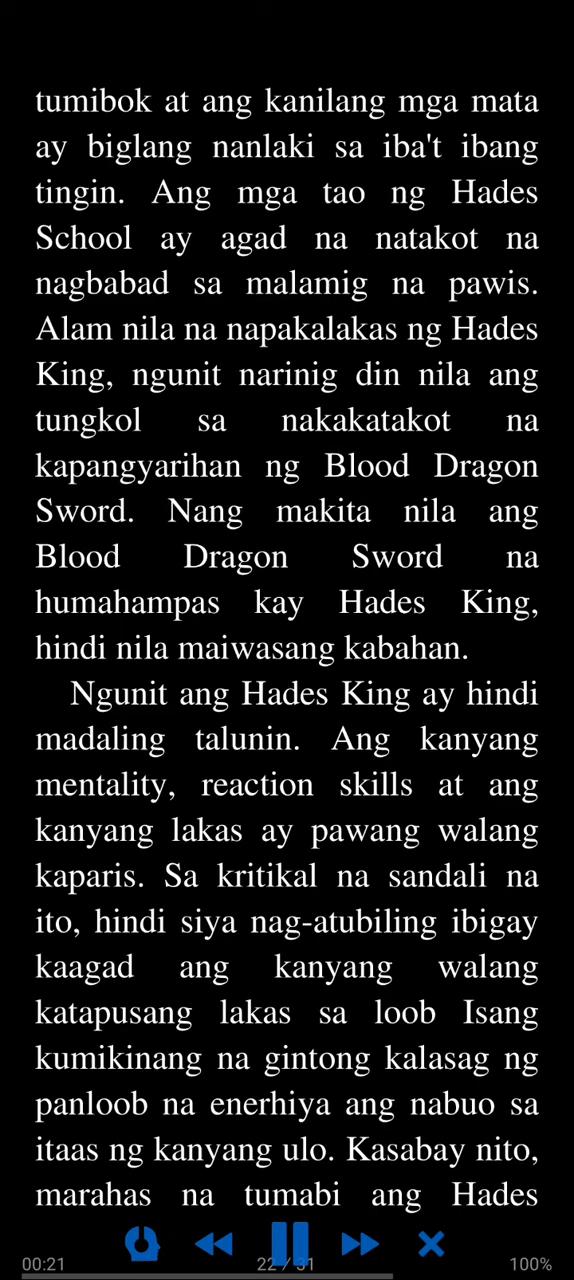 tumibok at ang kanilang mga mata
ay biglang nanlaki sa iba't ibang
tingin. Ang mga tao ng Hades
School ay agad na natakot na
nagbabad sa malamig na pawis.
Alam nila na napakalakas ng Hades
King, ngunit narinig din nila ang
tungkol sa nakakatakot na
kapangyarihan ng Blood Dragon
Sword. Nang makita nila ang
Blood Dragon Sword na
humahampas kay Hades King,
hindi nila maiwasang kabahan.
Ngunit ang Hades King ay hindi
madaling talunin. Ang kanyang
mentality, reaction skills at ang
kanyang lakas ay pawang walang
kaparis. Sa kritikal na sandali na
ito, hindi siya nag-atubiling ibigay
kaagad ang kanyang walang
katapusang lakas sa loob Isang
kumikinang na gintong kalasag ng
panloob na enerhiya ang nabuo sa
itaas ng kanyang ulo. Kasabay nito,
marahas na tumabi ang Hades
00:21 22 / 31 100%